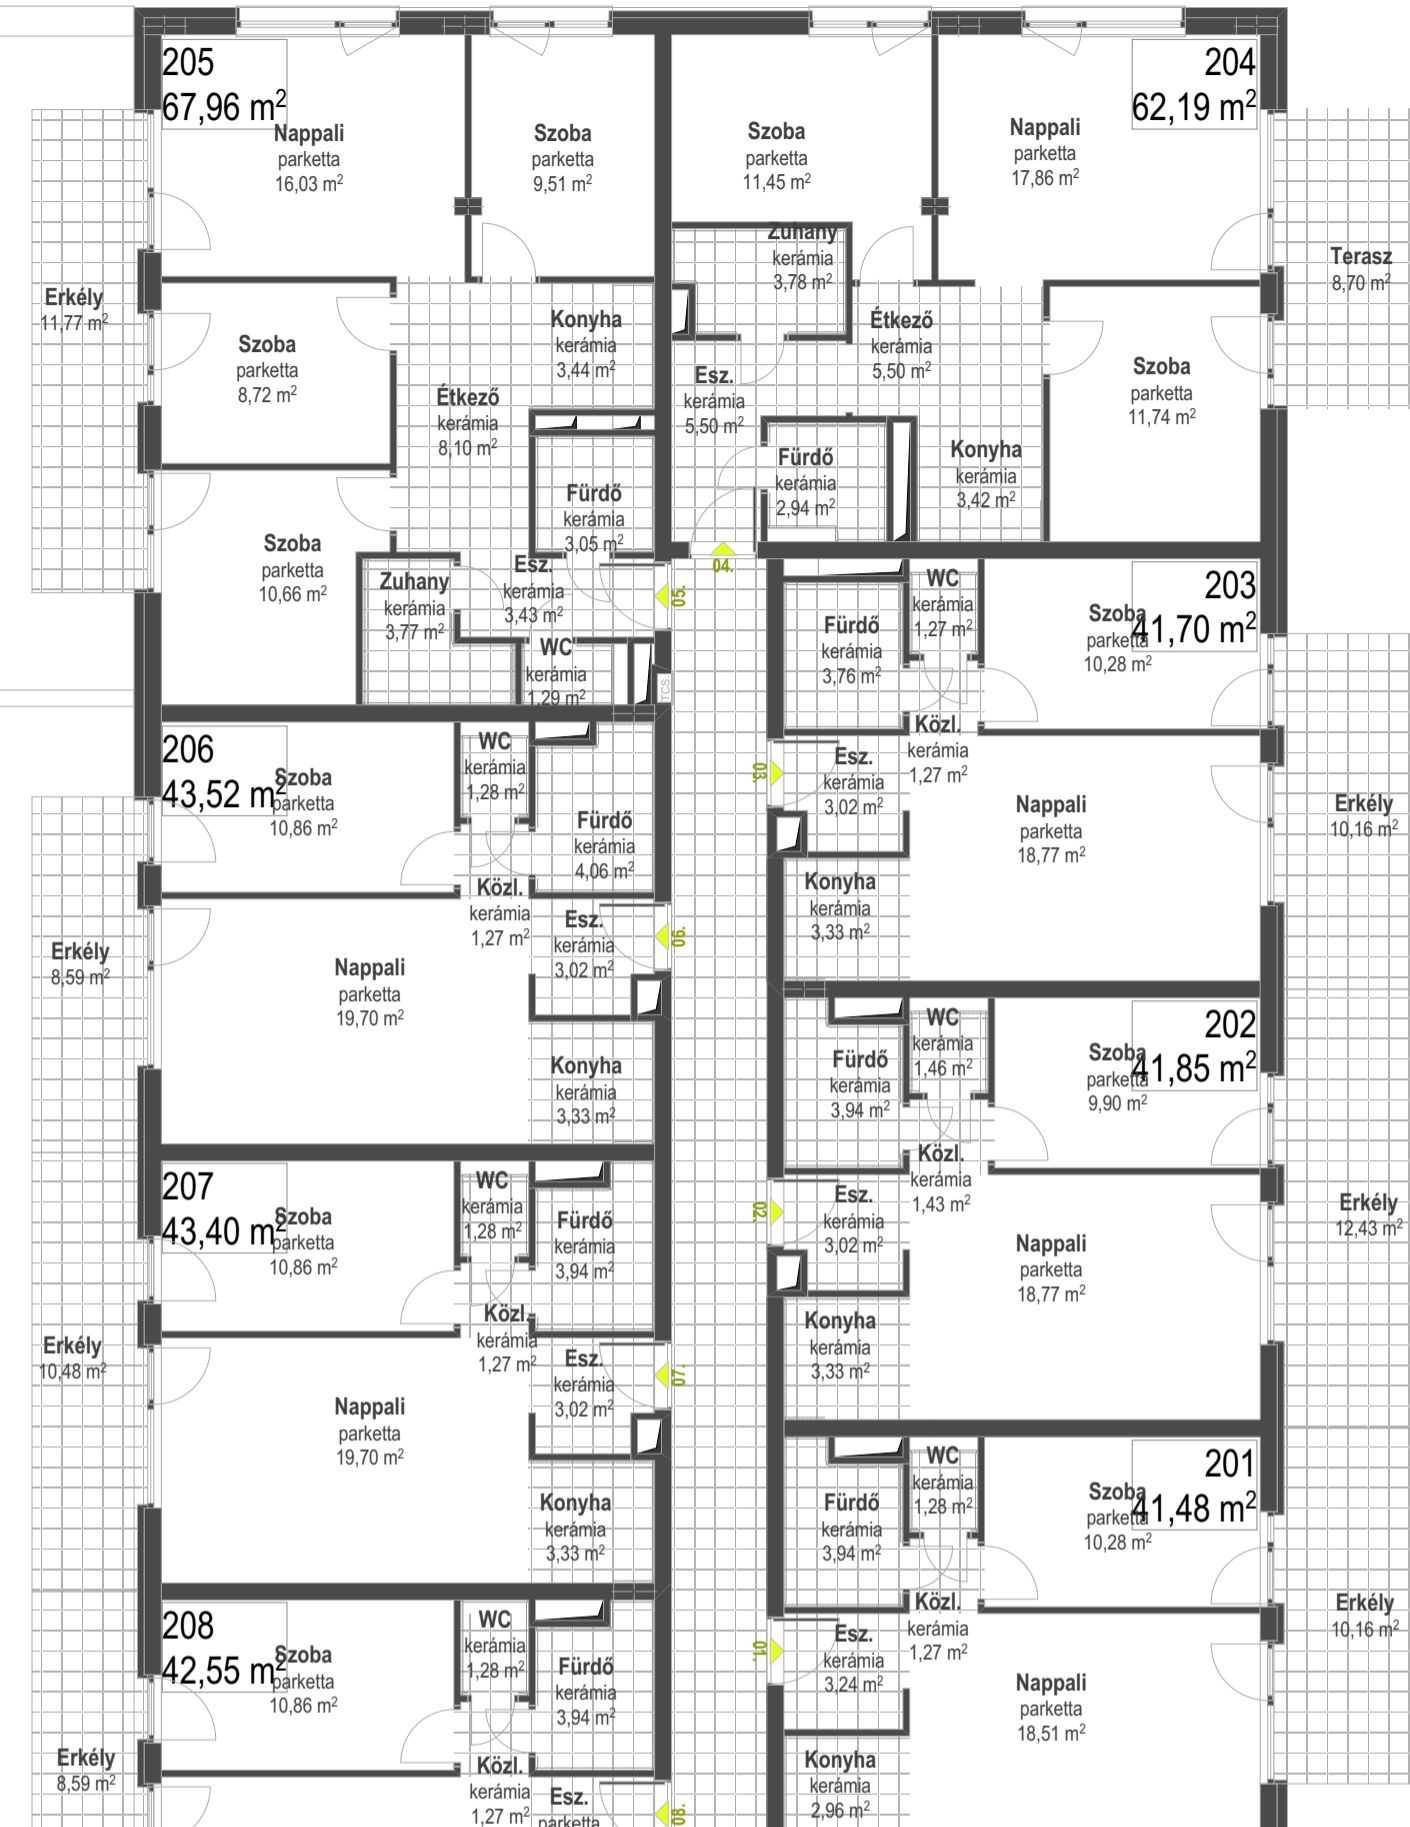 205
67,96 m²
Nappali
parketta
16,03 m²
Szoba
parketta
9,51 m²
Szoba
parketta
11,45 m²
Nappali
parketta
17,86 m²
204
62,19 m²
Zuhany
kerámia
3,78 m²
Terasz
8,70 m²
Erkély
11,77 m²
Szoba
parketta
8,72 m²
Konyha
kerámia
3,44 m²
Étkező
kerámia
5,50 m²
Étkező
kerámia
8,10 m²
Esz.
kerámia
5,50 m²
Szoba
parketta
11,74 m²
Fürdő
kerámia
3,05 m²
Fürdő
kerámia
2,94 m²
Konyha
kerámia
3,42 m²
Szoba
parketta
10,66 m²
Zuhany
kerámia
3,77 m²
Esz.
kerámia
3,43 m²
WC
kerámia
1,29 m²
TCS
04.
05.
203
41,70 m²
WC
kerámia
1,27 m²
Szoba
parketta
10,28 m²
Fürdő
kerámia
3,76 m²
Közl.
kerámia
1,27 m²
03.
Esz.
kerámia
3,02 m²
Nappali
parketta
18,77 m²
Konyha
kerámia
3,33 m²
Erkély
10,16 m²
206
43,52 m²
Szoba
parketta
10,86 m²
WC
kerámia
1,28 m²
Fürdő
kerámia
4,06 m²
Közl.
kerámia
1,27 m²
Esz.
kerámia
3,02 m²
06.
Erkély
8,59 m²
Nappali
parketta
19,70 m²
Konyha
kerámia
3,33 m²
202
41,85 m²
WC
kerámia
1,46 m²
Szoba
parketta
9,90 m²
Fürdő
kerámia
3,94 m²
Közl.
kerámia
1,43 m²
02.
Esz.
kerámia
3,02 m²
Nappali
parketta
18,77 m²
Konyha
kerámia
3,33 m²
Erkély
12,43 m²
207
43,40 m²
Szoba
parketta
10,86 m²
WC
kerámia
1,28 m²
Fürdő
kerámia
3,94 m²
Közl.
kerámia
1,27 m²
Esz.
kerámia
3,02 m²
07.
Erkély
10,48 m²
Nappali
parketta
19,70 m²
Konyha
kerámia
3,33 m²
201
41,48 m²
WC
kerámia
1,28 m²
Szoba
parketta
10,28 m²
Fürdő
kerámia
3,94 m²
Közl.
kerámia
1,27 m²
01.
Esz.
kerámia
3,24 m²
Nappali
parketta
18,51 m²
Konyha
kerámia
2,96 m²
Erkély
10,16 m²
208
42,55 m²
Szoba
parketta
10,86 m²
WC
kerámia
1,28 m²
Fürdő
kerámia
3,94 m²
Közl.
kerámia
1,27 m²
Esz.
parketta
08.
Erkély
8,59 m²